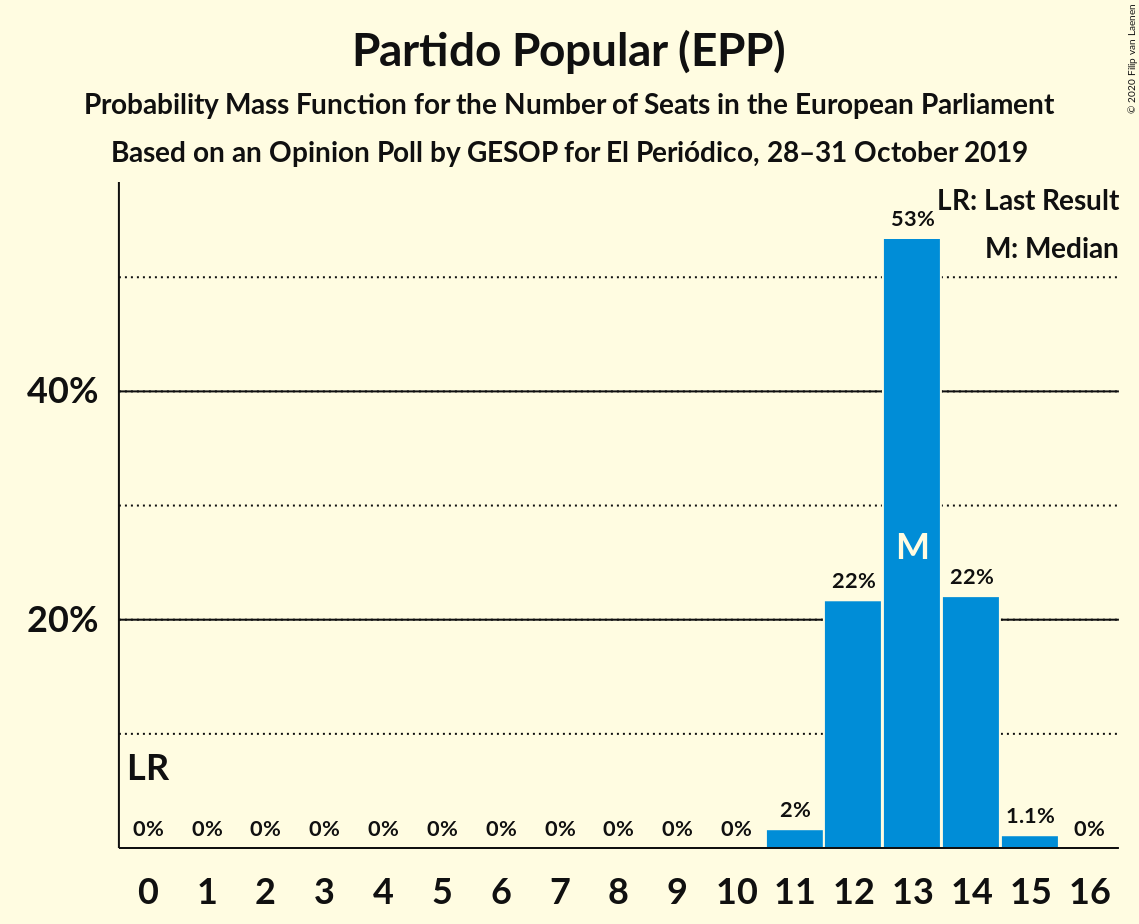 Partido Popular (EPP)
Probability Mass Function for the Number of Seats in the European Parliament
Based on an Opinion Poll by GESOP for El Periódico, 28–31 October 2019
© 2020 Filip van Laenen
LR: Last Result
M: Median
53%
40%
M
22%
22%
20%
LR
0% 0% 0% 0% 0% 0% 0% 0% 0% 0% 0% 2% 1.1% 0%
0 1 2 3 4 5 6 7 8 9 10 11 12 13 14 15 16